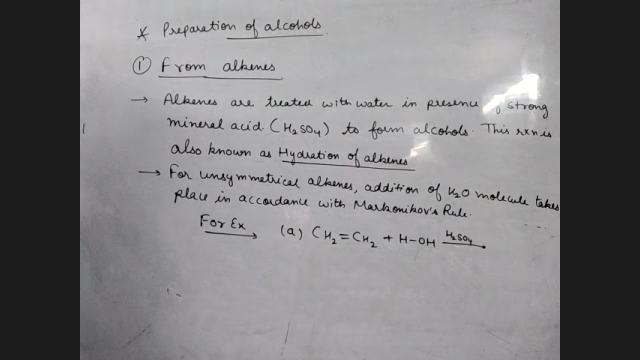 * Preparation of alcohols
① From alkenes
→ Alkenes are treated with water in presence of strong
mineral acid (H₂SO₄) to form alcohols. This rxn is
also known as Hydration of alkenes
→ For unsymmetrical alkenes, addition of H₂O molecule takes
place in accordance with Markonikov's Rule.
For Ex → (a) CH₂=CH₂ + H-OH H₂SO₄→